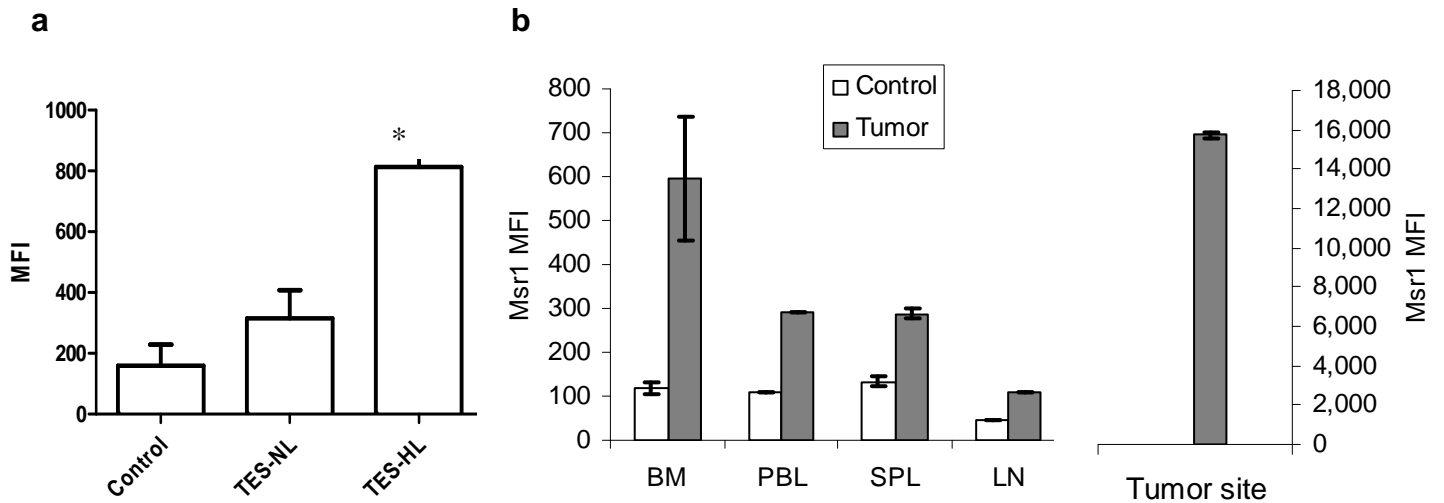 a
MFI
1000
800
600
400
200
0
*
Control
TES-NL
TES-HL
b
Control
Tumor
Msr1 MFI
800
700
600
500
400
300
200
100
0
BM
PBL
SPL
LN
18,000
16,000
14,000
12,000
10,000
8,000
6,000
4,000
2,000
0
Msr1 MFI
Tumor site